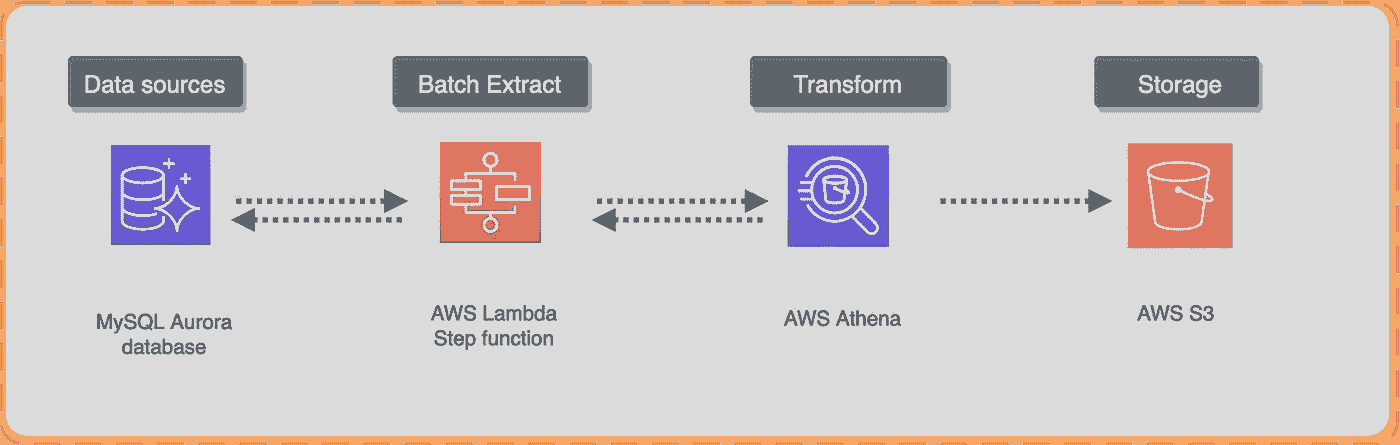 Data sources
Batch Extract
Transform
Storage
MySQL Aurora
database
AWS Lambda
Step function
AWS Athena
AWS S3